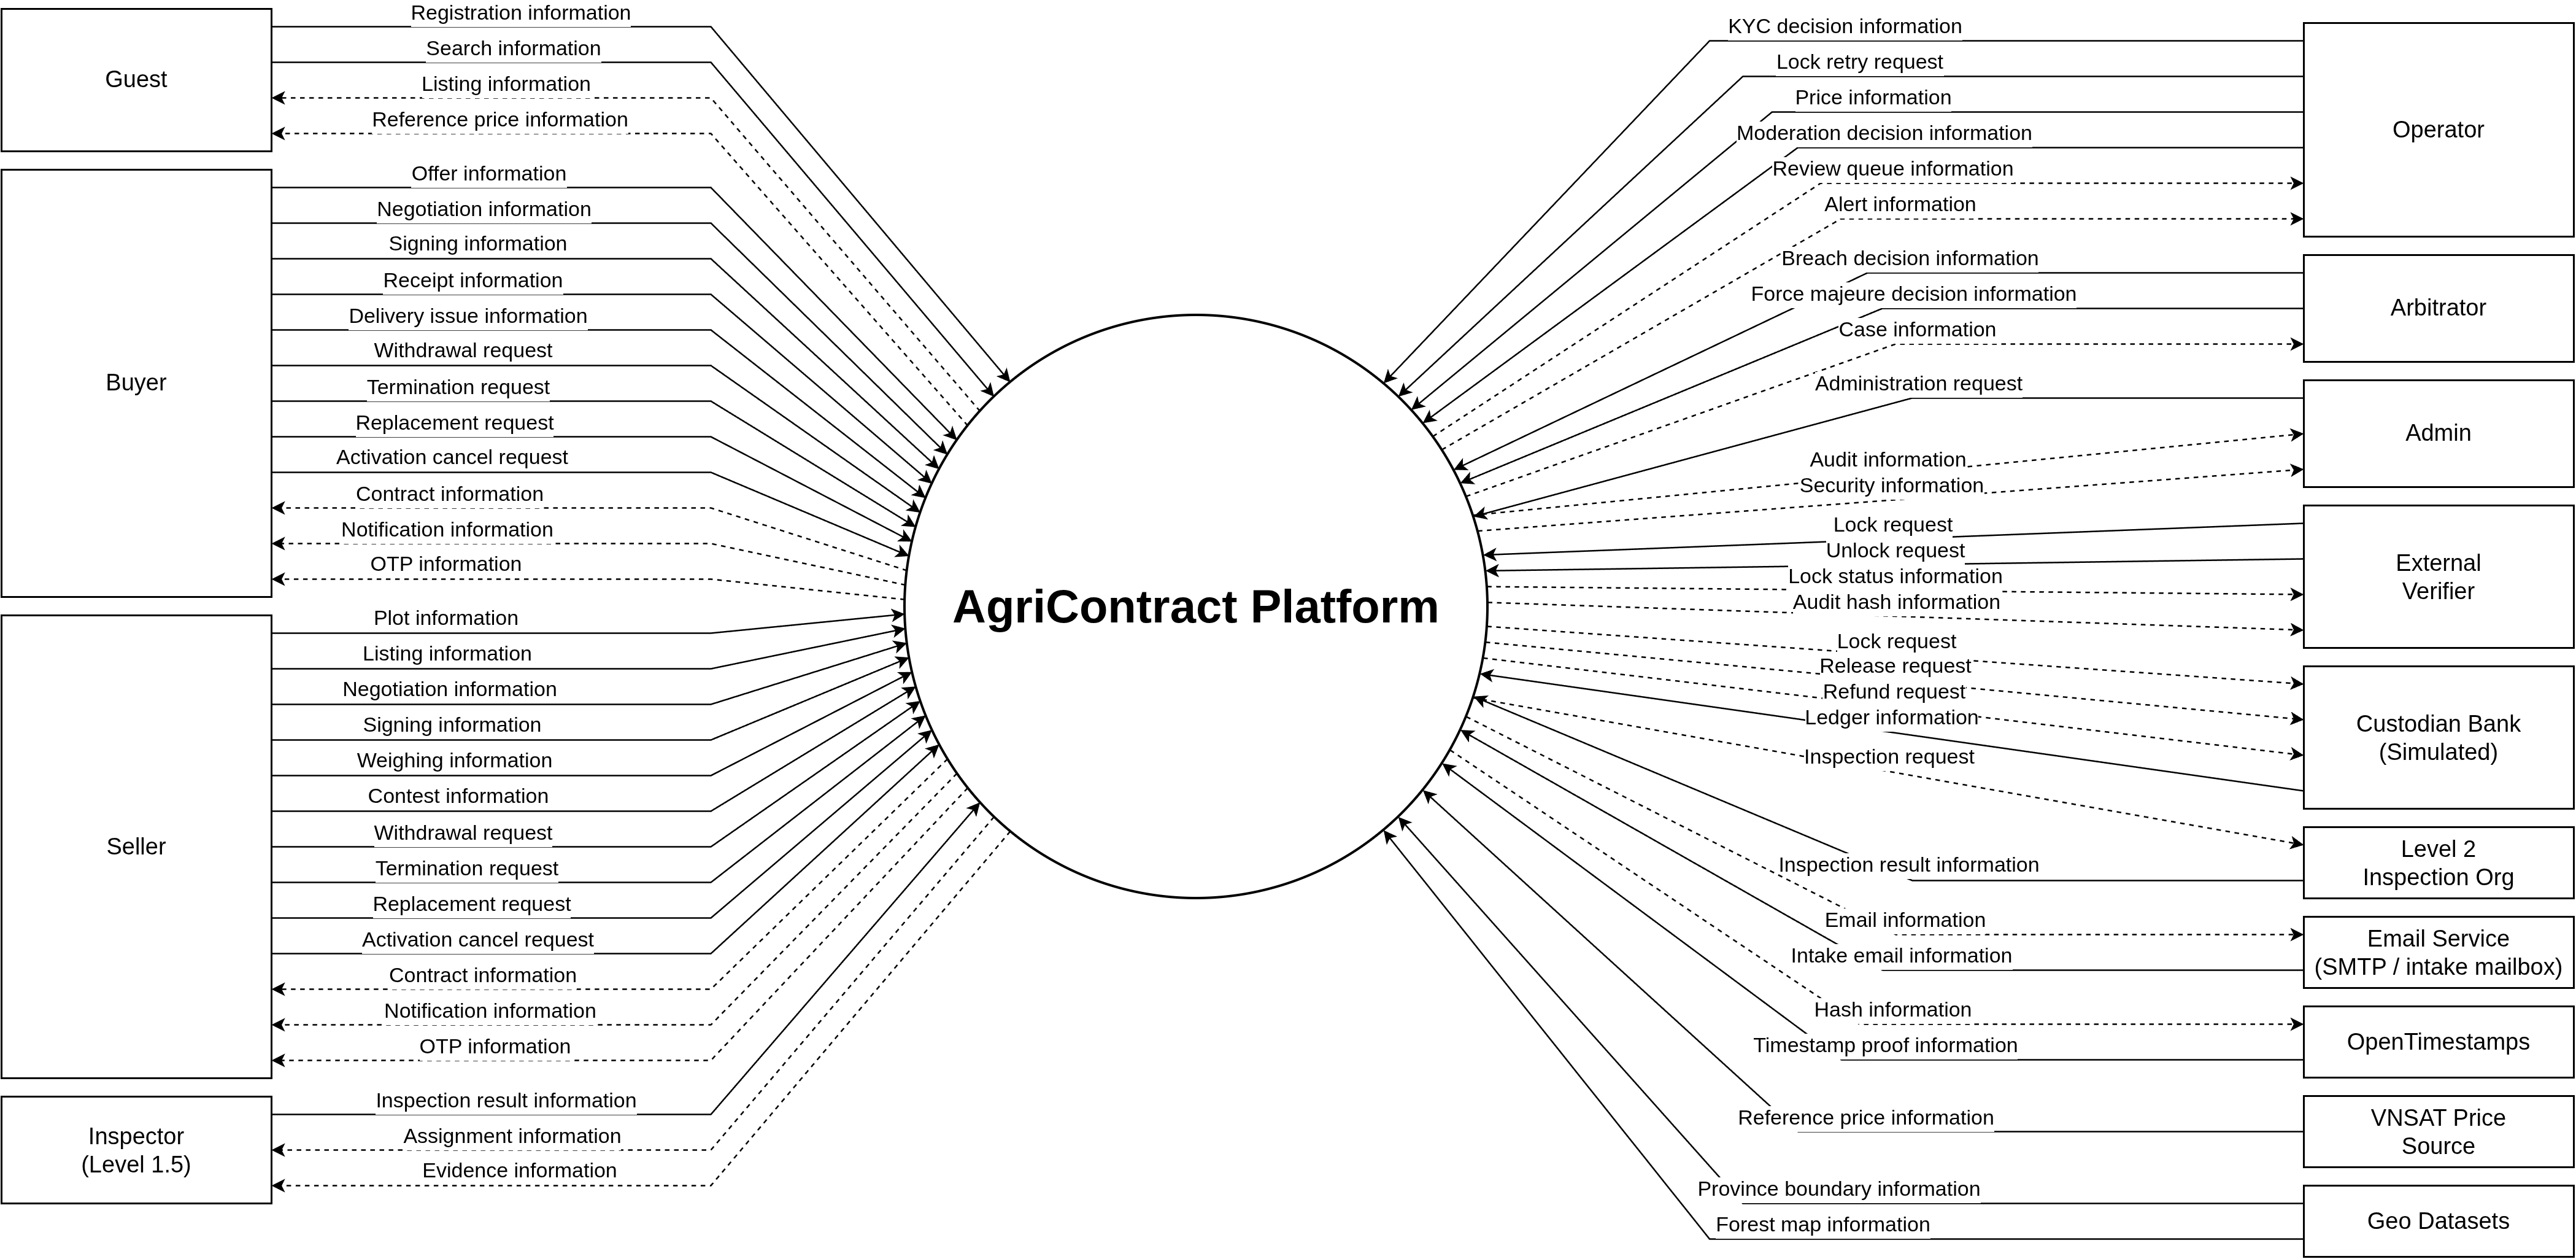 Guest
Registration information
Search information
Listing information
Reference price information
Buyer
Offer information
Negotiation information
Signing information
Receipt information
Delivery issue information
Withdrawal request
Termination request
Replacement request
Activation cancel request
Contract information
Notification information
OTP information
Seller
Plot information
Listing information
Negotiation information
Signing information
Weighing information
Contest information
Withdrawal request
Termination request
Replacement request
Activation cancel request
Contract information
Notification information
OTP information
Inspector
(Level 1.5)
Inspection result information
Assignment information
Evidence information
AgriContract Platform
KYC decision information
Lock retry request
Price information
Moderation decision information
Review queue information
Alert information
Operator
Breach decision information
Force majeure decision information
Case information
Arbitrator
Administration request
Audit information
Security information
Admin
Lock request
Unlock request
Lock status information
Audit hash information
External
Verifier
Lock request
Release request
Refund request
Ledger information
Custodian Bank
(Simulated)
Inspection request
Inspection result information
Level 2
Inspection Org
Email information
Intake email information
Email Service
(SMTP / intake mailbox)
Hash information
Timestamp proof information
OpenTimestamps
Reference price information
VNSAT Price
Source
Province boundary information
Forest map information
Geo Datasets